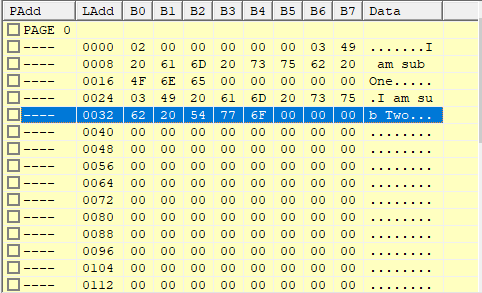 PAdd LAdd B0 B1 B2 B3 B4 B5 B6 B7 Data
PAGE 0
---- 0000 02 00 00 00 00 00 03 49 .......I
---- 0008 20 61 6D 20 73 75 62 20  am sub 
---- 0016 4F 6E 65 00 00 00 00 00 One.....
---- 0024 03 49 20 61 6D 20 73 75 .I am su
---- 0032 62 20 54 77 6F 00 00 00 b Two...
---- 0040 00 00 00 00 00 00 00 00 ........
---- 0048 00 00 00 00 00 00 00 00 ........
---- 0056 00 00 00 00 00 00 00 00 ........
---- 0064 00 00 00 00 00 00 00 00 ........
---- 0072 00 00 00 00 00 00 00 00 ........
---- 0080 00 00 00 00 00 00 00 00 ........
---- 0088 00 00 00 00 00 00 00 00 ........
---- 0096 00 00 00 00 00 00 00 00 ........
---- 0104 00 00 00 00 00 00 00 00 ........
---- 0112 00 00 00 00 00 00 00 00 ........